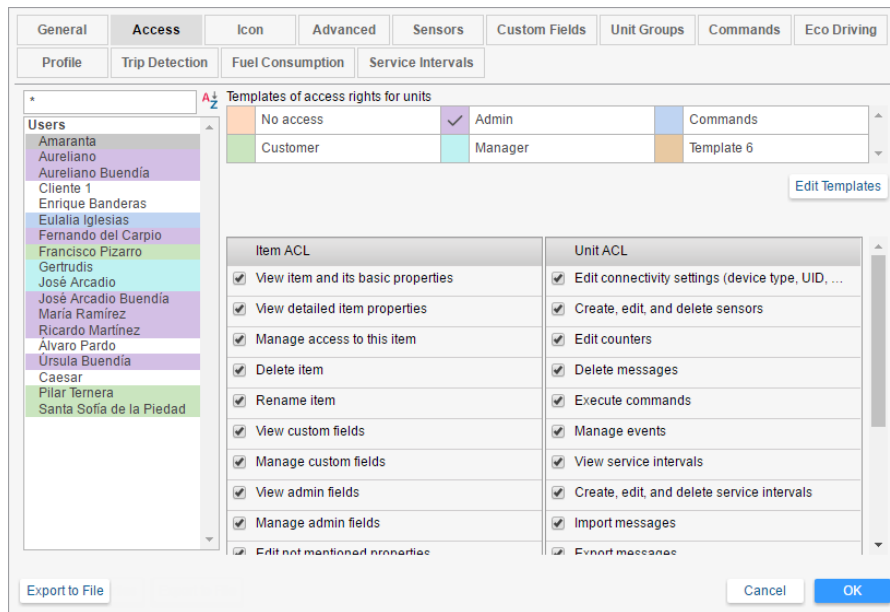 General Access Icon Advanced Sensors Custom Fields Unit Groups Commands Eco Driving
Profile Trip Detection Fuel Consumption Service Intervals
*
AZ
Users
Amaranta
Aureliano
Aureliano Buendía
Cliente 1
Enrique Banderas
Eulalia Iglesias
Fernando del Carpio
Francisco Pizarro
Gertrudis
José Arcadio
José Arcadio Buendía
María Ramírez
Ricardo Martínez
Álvaro Pardo
Úrsula Buendía
Caesar
Pilar Ternera
Santa Sofía de la Piedad
Templates of access rights for units
No access Admin Commands
Customer Manager Template 6
Edit Templates
Item ACL Unit ACL
View item and its basic properties Edit connectivity settings (device type, UID, ...
View detailed item properties Create, edit, and delete sensors
Manage access to this item Edit counters
Delete item Delete messages
Rename item Execute commands
View custom fields Manage events
Manage custom fields View service intervals
View admin fields Create, edit, and delete service intervals
Manage admin fields Import messages
Edit not mentioned properties Export messages
Export to File Cancel OK